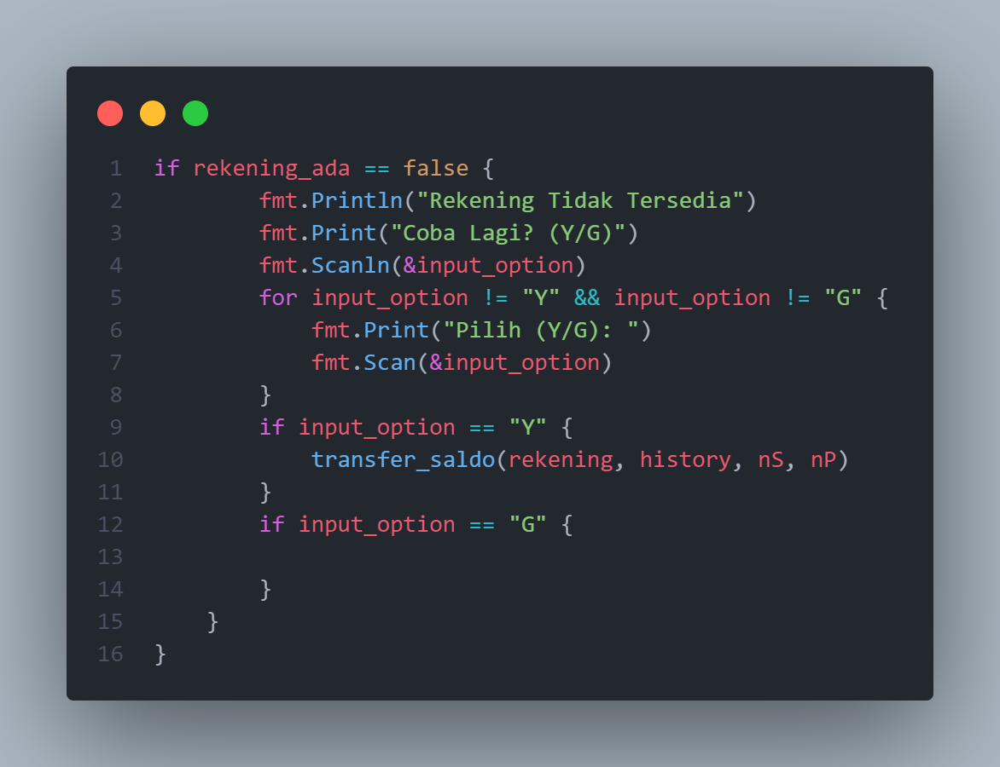 1 if rekening_ada == false {
2         fmt.Println("Rekening Tidak Tersedia")
3         fmt.Print("Coba Lagi? (Y/G)")
4         fmt.Scanln(&input_option)
5         for input_option != "Y" && input_option != "G" {
6             fmt.Print("Pilih (Y/G): ")
7             fmt.Scan(&input_option)
8         }
9         if input_option == "Y" {
10             transfer_saldo(rekening, history, nS, nP)
11         }
12         if input_option == "G" {
13
14         }
15     }
16 }